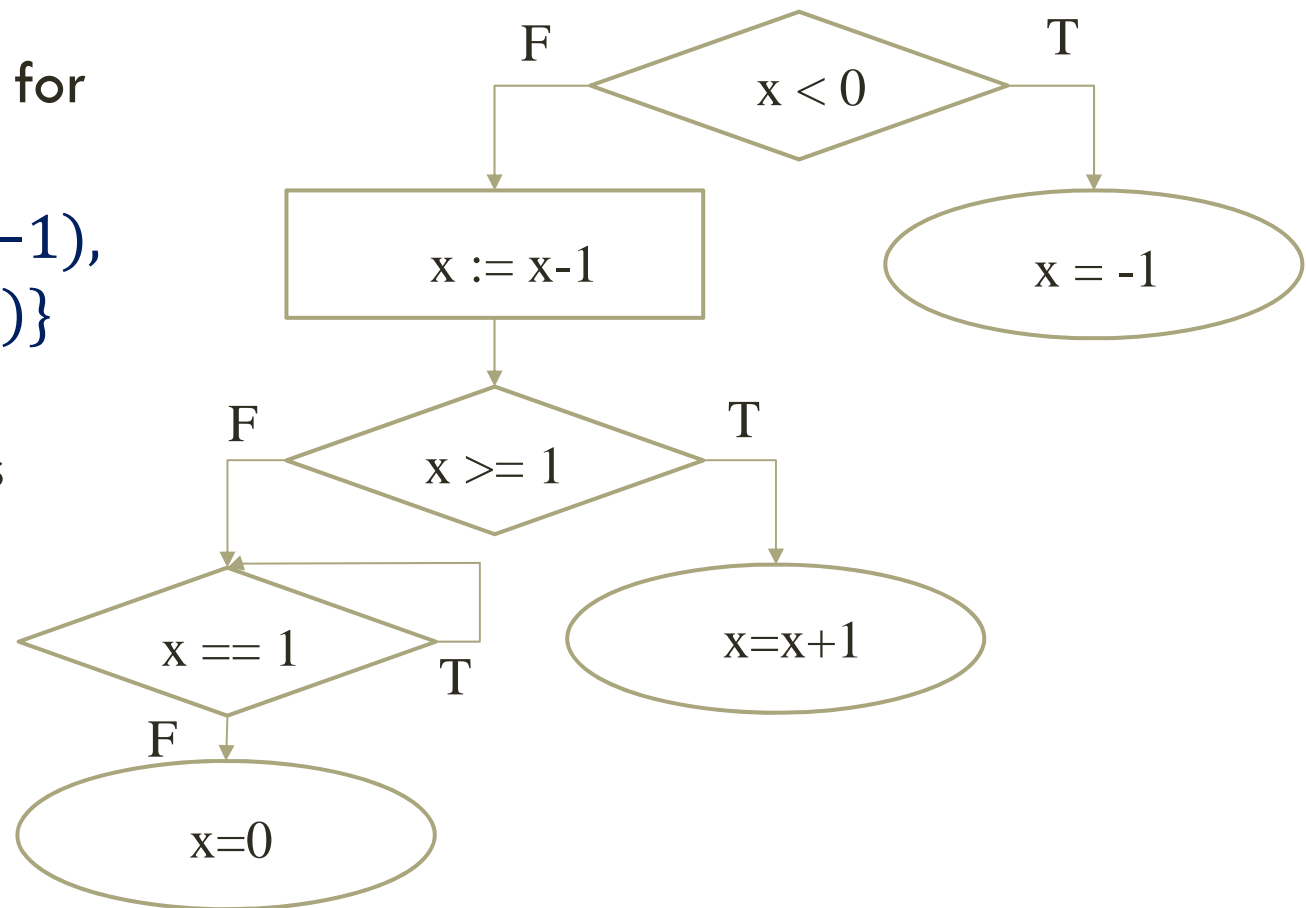 for
−1),
)}
s
F
T
x < 0
x := x-1
x = -1
F
T
x >= 1
x == 1
T
x=x+1
F
x=0